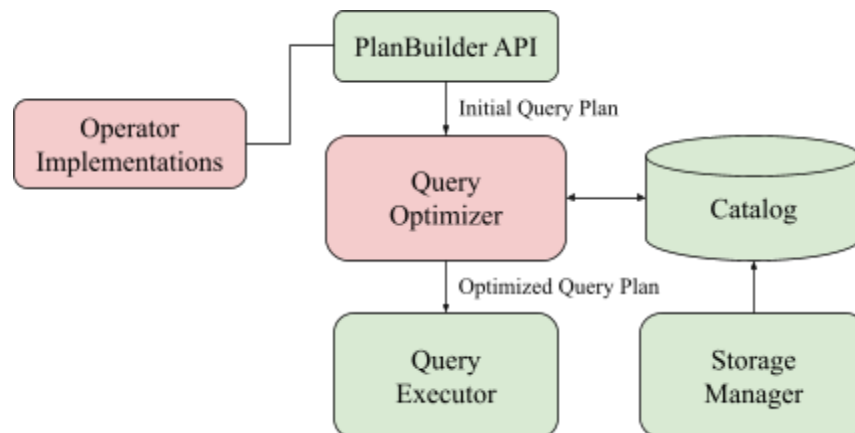 PlanBuilder API
Initial Query Plan
Operator
Implementations
Query
Optimizer
Catalog
Optimized Query Plan
Query
Executor
Storage
Manager